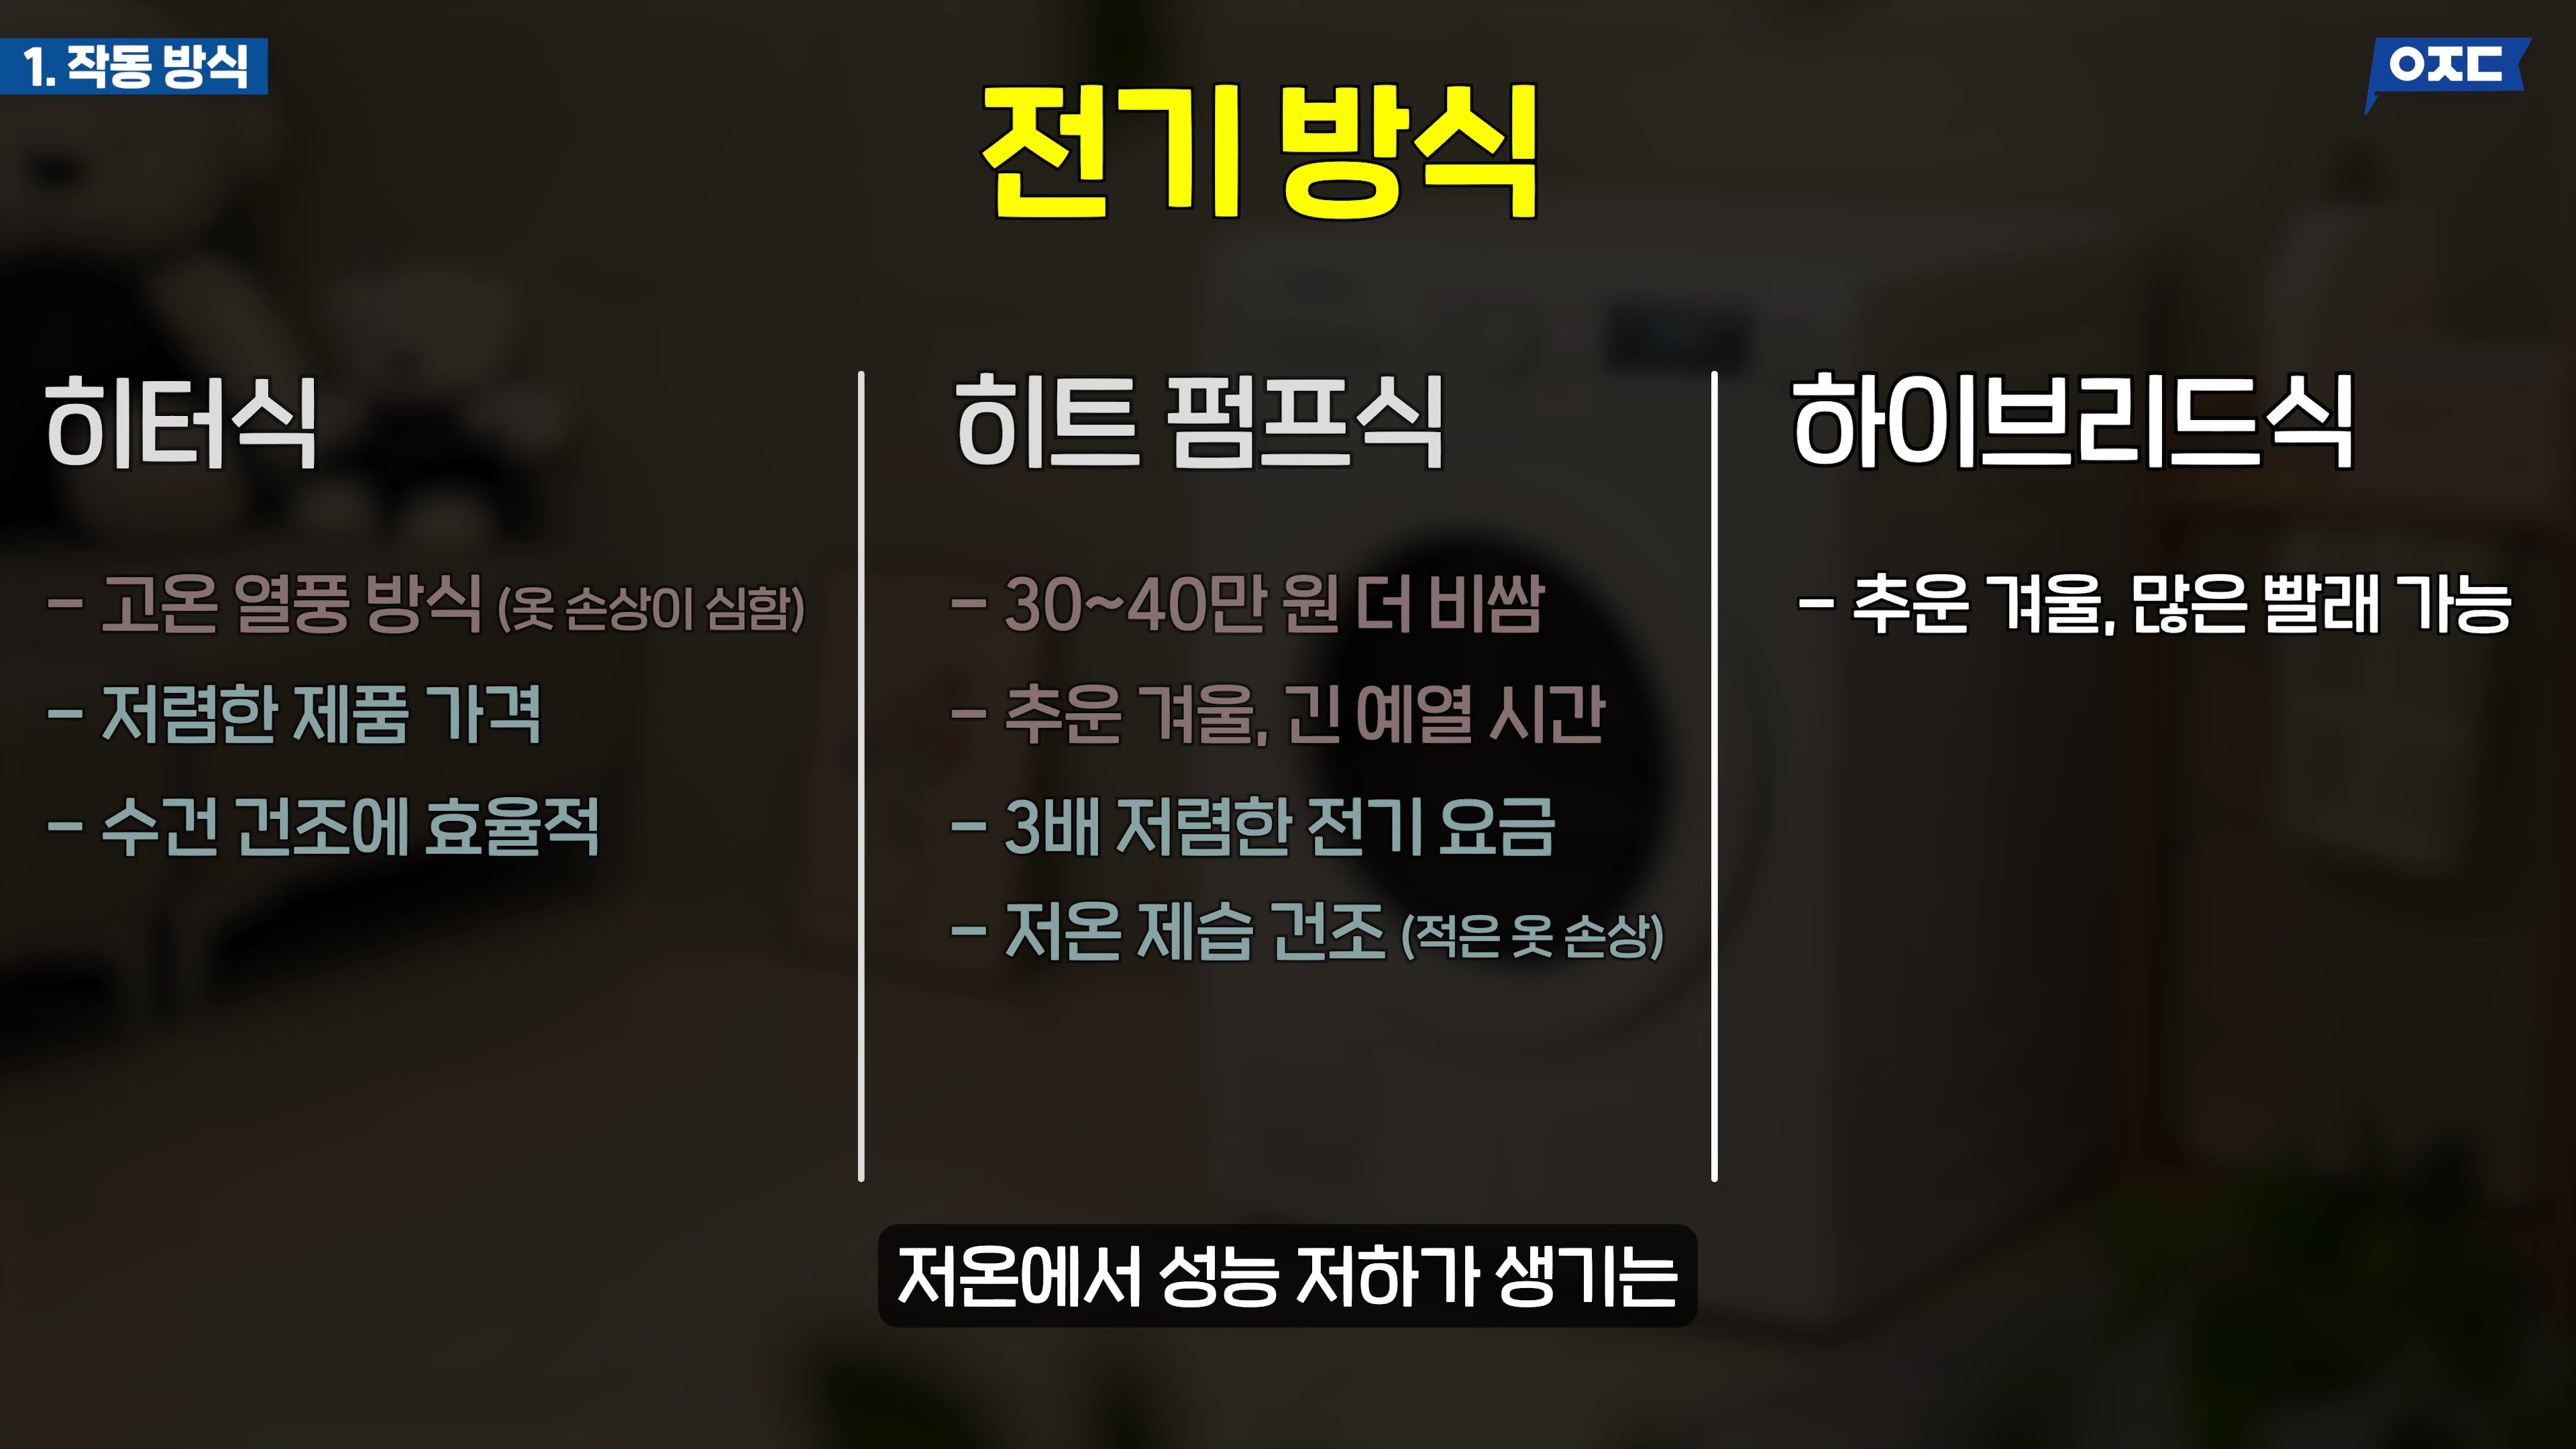 1. 작동 방식
ㅇㅈㄷ
전기 방식
히터식
- 고온 열풍 방식 (옷 손상이 심함)
- 저렴한 제품 가격
- 수건 건조에 효율적
히트 펌프식
- 30~40만 원 더 비쌈
- 추운 겨울, 긴 예열 시간
- 3배 저렴한 전기 요금
- 저온 제습 건조 (적은 옷 손상)
하이브리드식
- 추운 겨울, 많은 빨래 가능
저온에서 성능 저하가 생기는